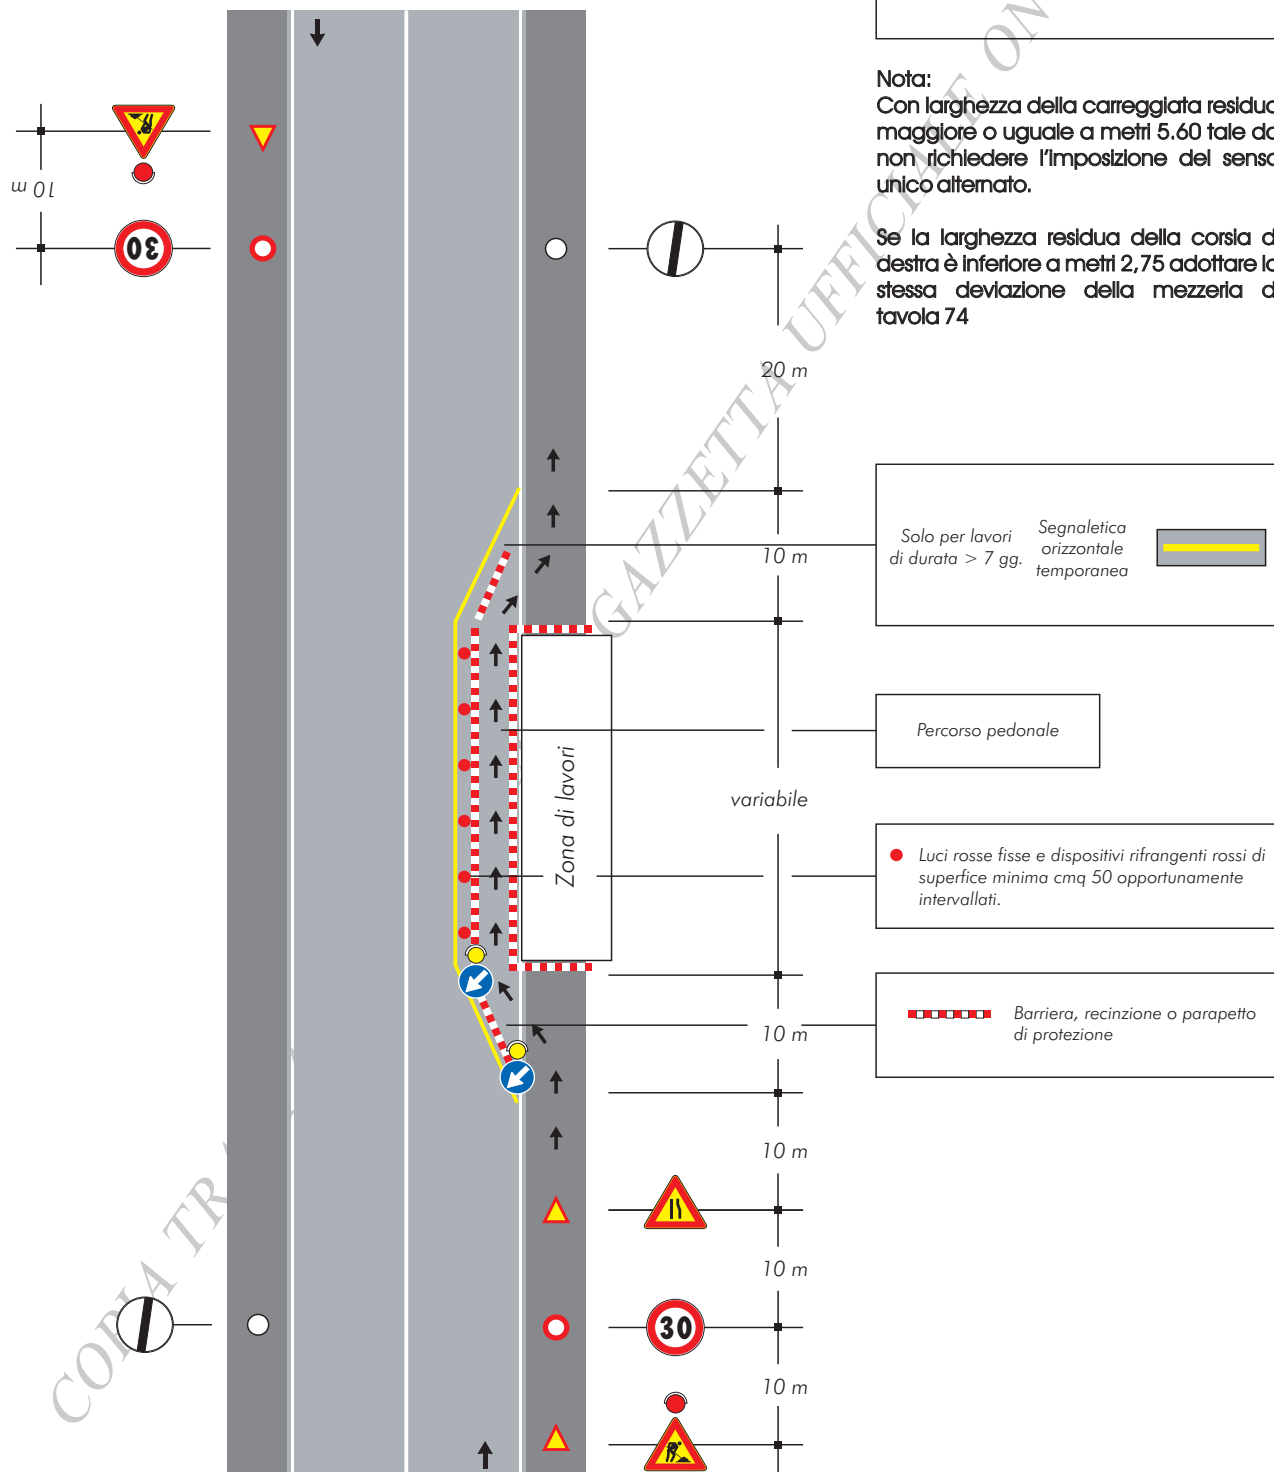 Nota:
Con larghezza della carreggiata residua
maggiore o uguale a metri 5.60 tale da
non richiedere l'imposizione del senso
unico alternato.
Se la larghezza residua della corsia d
destra è inferiore a metri 2,75 adottare la
stessa deviazione della mezzeria d
tavola 74
10 m
30
20 m
Solo per lavori
di durata > 7 gg.
Segnaletica
orizzontale
temporanea
10 m
Percorso pedonale
Zona di lavori
variabile
Luci rosse fisse e dispositivi rifrangenti rossi di
superfice minima cmq 50 opportunamente
intervallati.
Barriera, recinzione o parapetto
di protezione
10 m
10 m
10 m
30
10 m
COPIA TR
GAZZETTA UFFICIALE ON